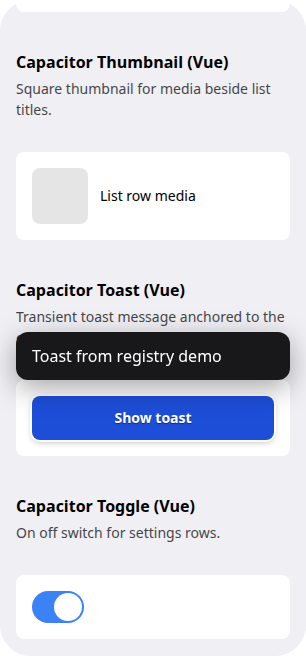 Capacitor Thumbnail (Vue)
Square thumbnail for media beside list
titles.
List row media
Capacitor Toast (Vue)
Transient toast message anchored to the
Toast from registry demo
Show toast
Capacitor Toggle (Vue)
On off switch for settings rows.